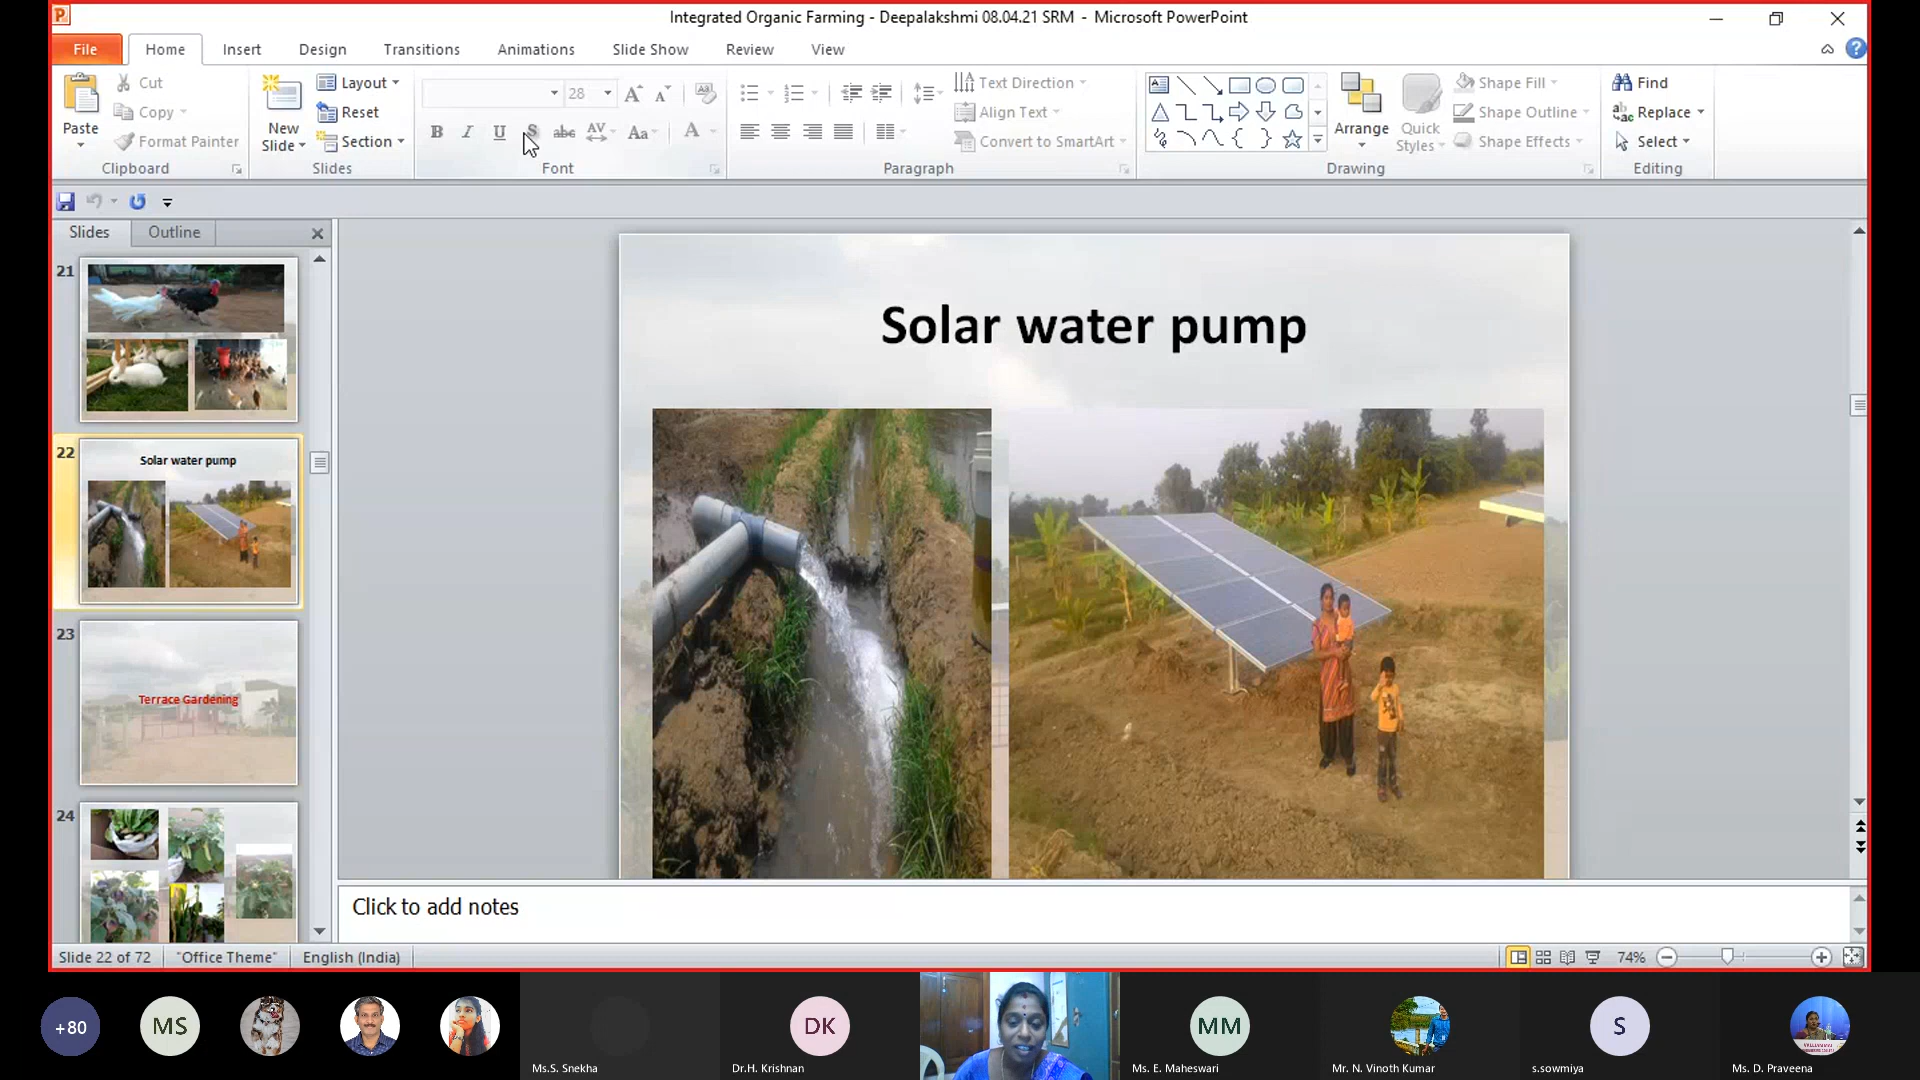 Integrated Organic Farming - Deepalakshmi 08.04.21 SRM - Microsoft PowerPoint
File Home Insert Design Transitions Animations Slide Show Review View
Paste
Cut
Copy
Format Painter
Clipboard
New Slide
Layout
Reset
Section
Slides
28
B I U S abc AV Aa A
Font
Text Direction
Align Text
Convert to SmartArt
Paragraph
Arrange
Quick Styles
Shape Fill
Shape Outline
Shape Effects
Drawing
Find
Replace
Select
Editing
Slides Outline
21
22
Solar water pump
23
Terrace Gardening
24
Solar water pump
Click to add notes
Slide 22 of 72 "Office Theme" English (India) 74%
+80 MS DK MM S
Ms.S. Snekha Dr.H. Krishnan Ms. E. Maheswari Mr. N. Vinoth Kumar s.sowmiya Ms. D. Praveena